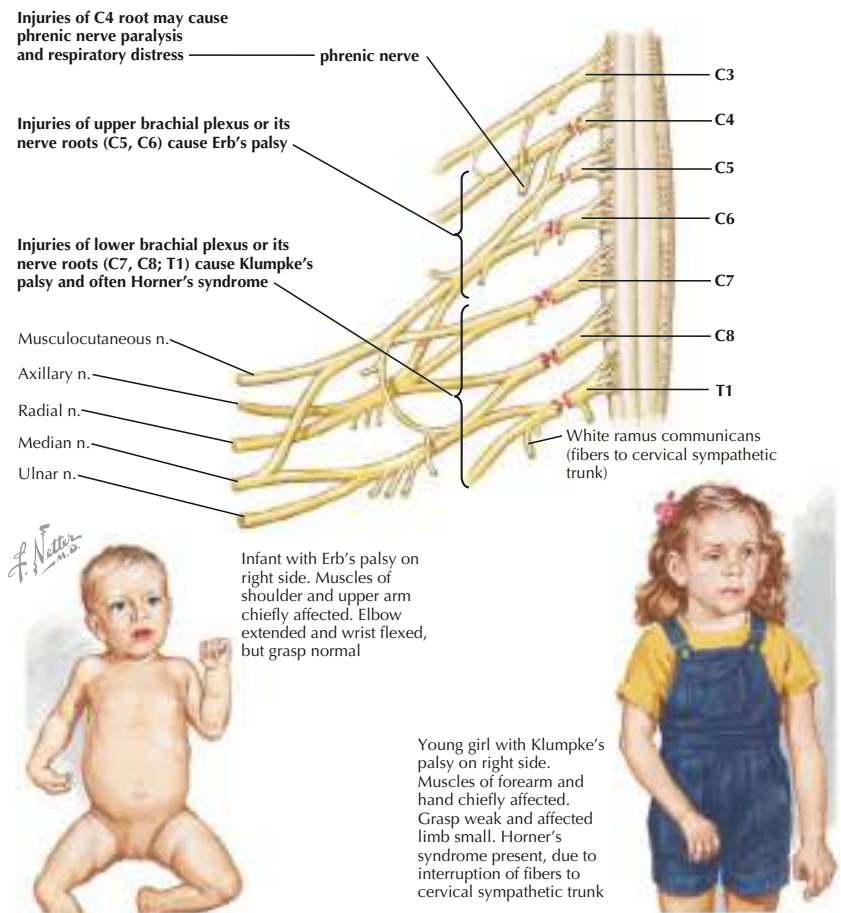 Injuries of C4 root may cause
phrenic nerve paralysis
and respiratory distress
phrenic nerve
C3
C4
Injuries of upper brachial plexus or its
nerve roots (C5, C6) cause Erb's palsy
C5
C6
Injuries of lower brachial plexus or its
nerve roots (C7, C8; T1) cause Klumpke's
palsy and often Horner's syndrome
C7
C8
T1
Musculocutaneous n.
Axillary n.
Radial n.
Median n.
Ulnar n.
White ramus communicans
(fibers to cervical sympathetic
trunk)
F. Netter
M.D.
Infant with Erb's palsy on
right side. Muscles of
shoulder and upper arm
chiefly affected. Elbow
extended and wrist flexed,
but grasp normal
Young girl with Klumpke's
palsy on right side.
Muscles of forearm and
hand chiefly affected.
Grasp weak and affected
limb small. Horner's
syndrome present, due to
interruption of fibers to
cervical sympathetic trunk